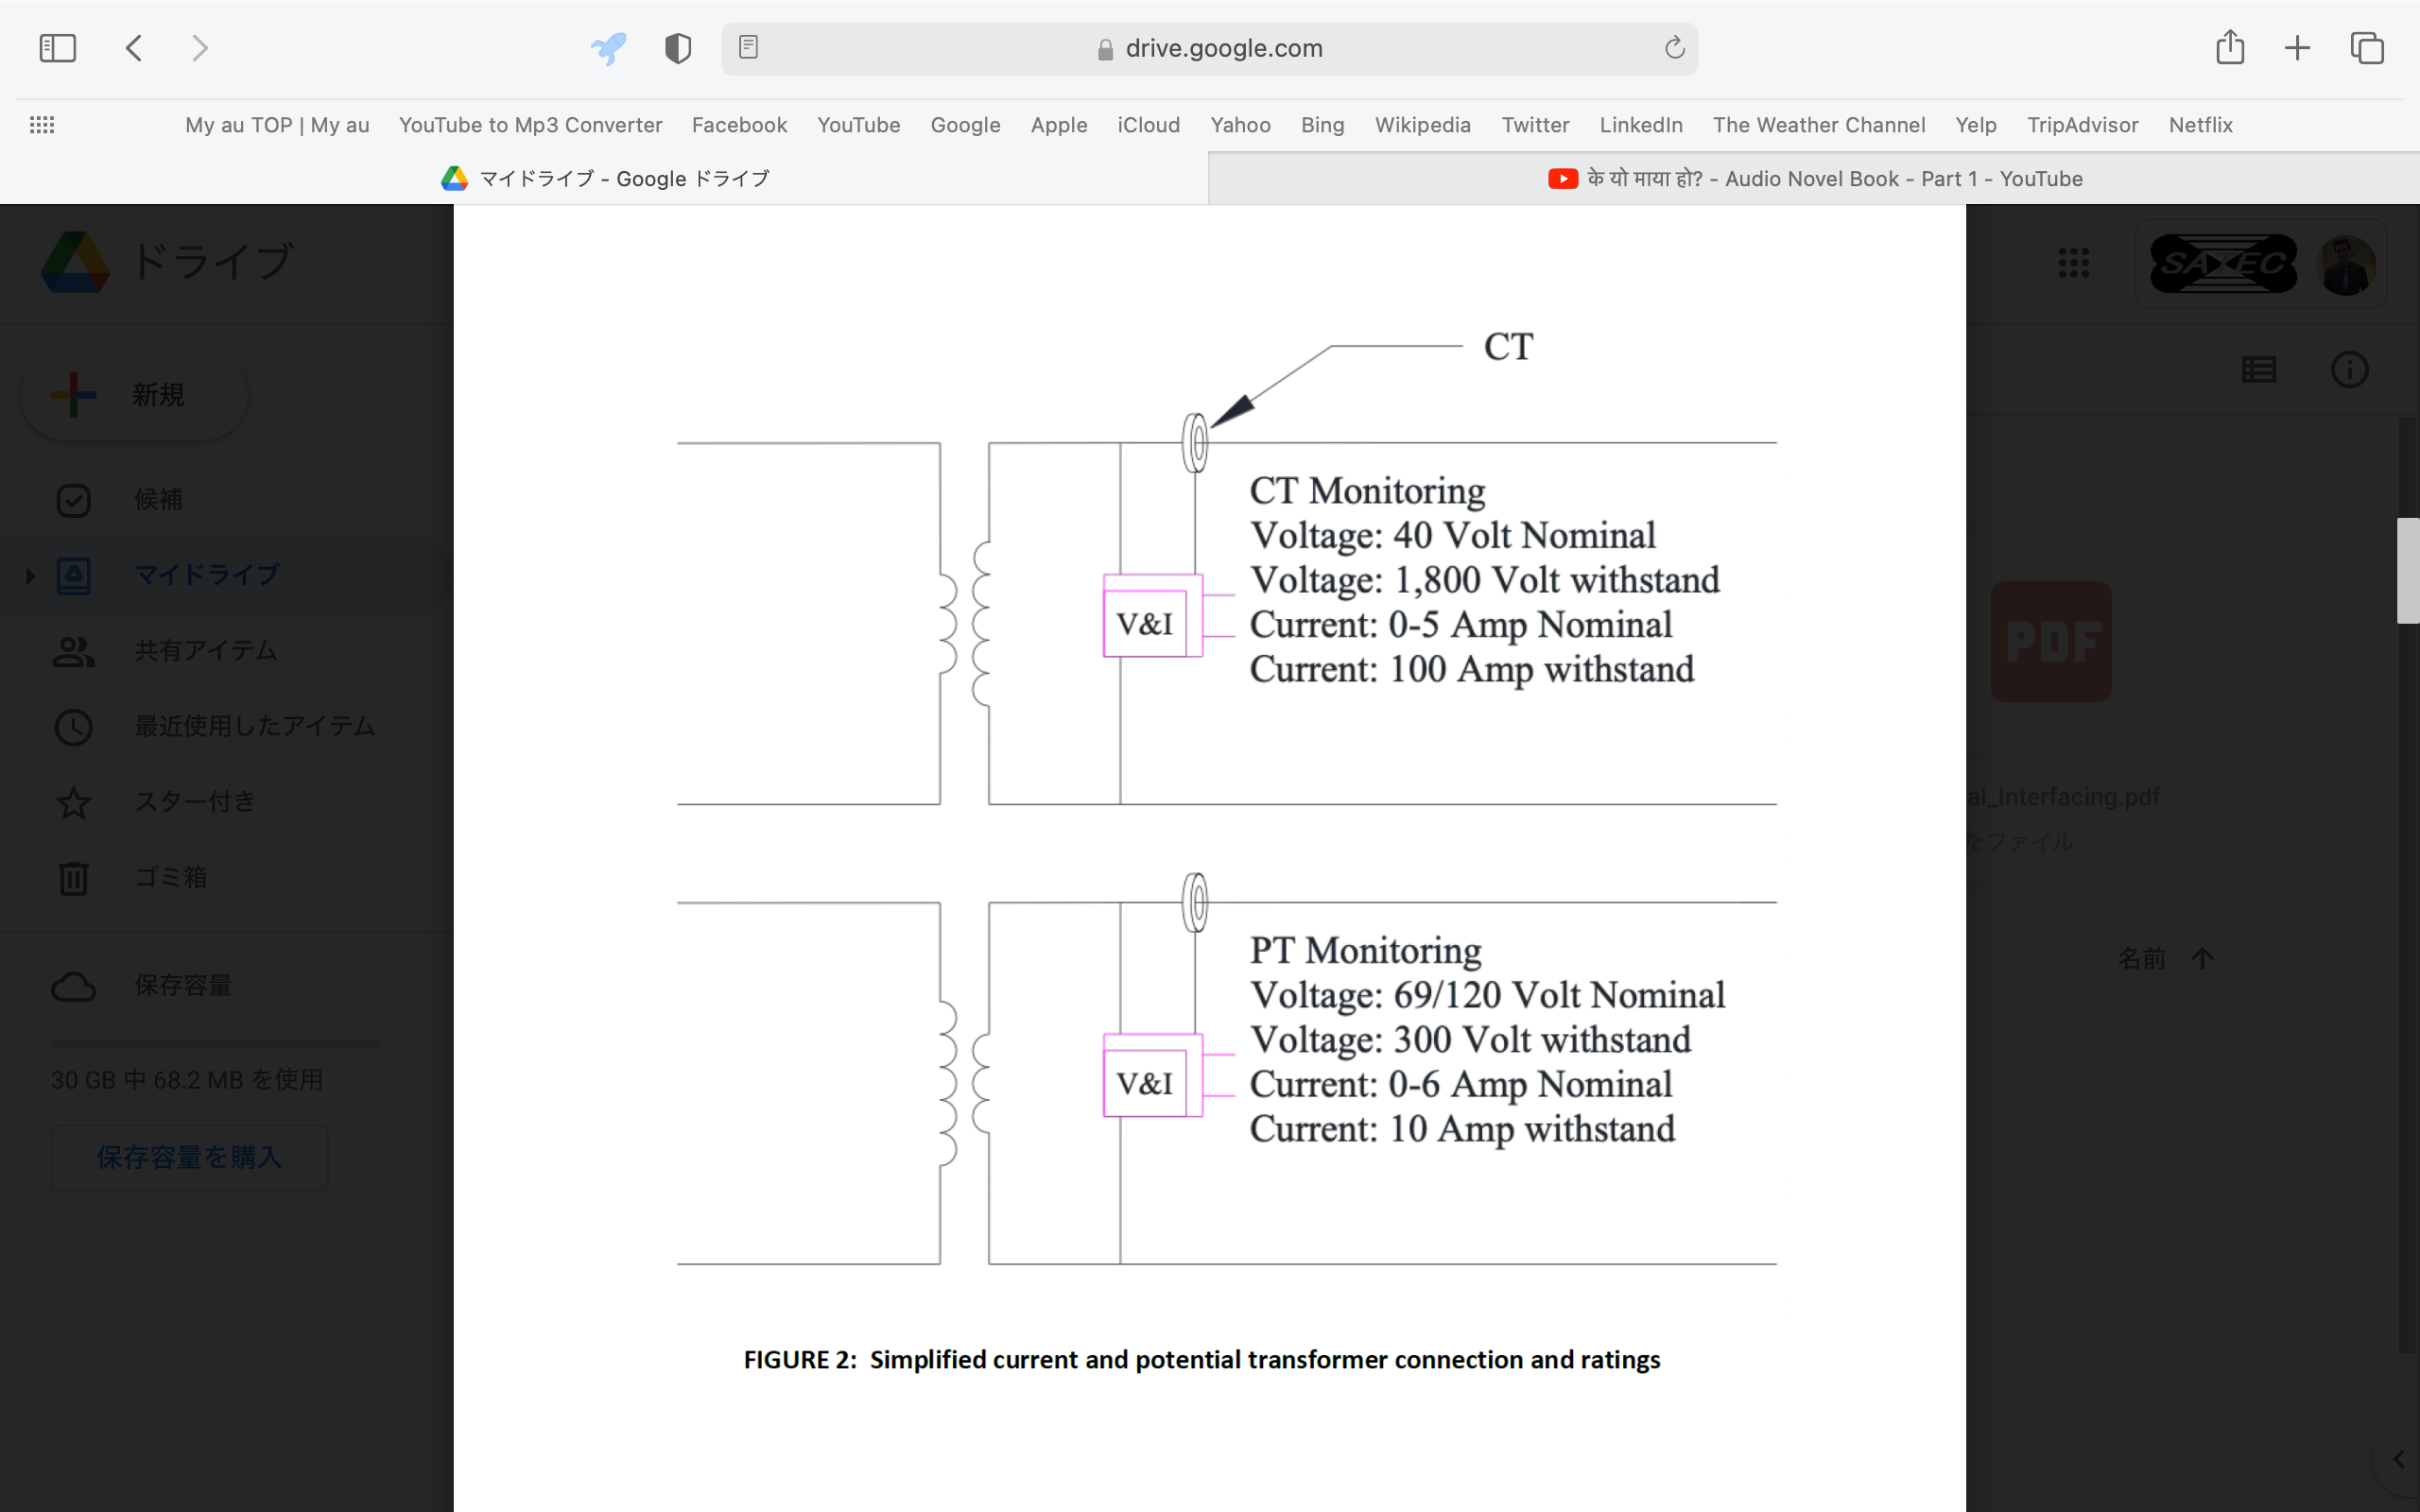 drive.google.com
My au TOP | My au YouTube to Mp3 Converter Facebook YouTube Google Apple iCloud Yahoo Bing Wikipedia Twitter LinkedIn The Weather Channel Yelp TripAdvisor Netflix
マイドライブ - Google ドライブ
के यो माया हो? - Audio Novel Book - Part 1 - YouTube
ドライブ
SATEC
新規
候補
マイドライブ
共有アイテム
最近使用したアイテム
スター付き
ゴミ箱
保存容量
30 GB 中 68.2 MB を使用
保存容量を購入
CT
CT Monitoring
Voltage: 40 Volt Nominal
Voltage: 1,800 Volt withstand
Current: 0-5 Amp Nominal
Current: 100 Amp withstand
V&I
PT Monitoring
Voltage: 69/120 Volt Nominal
Voltage: 300 Volt withstand
Current: 0-6 Amp Nominal
Current: 10 Amp withstand
V&I
FIGURE 2: Simplified current and potential transformer connection and ratings
PDF
al_Interfacing.pdf
たファイル
名前